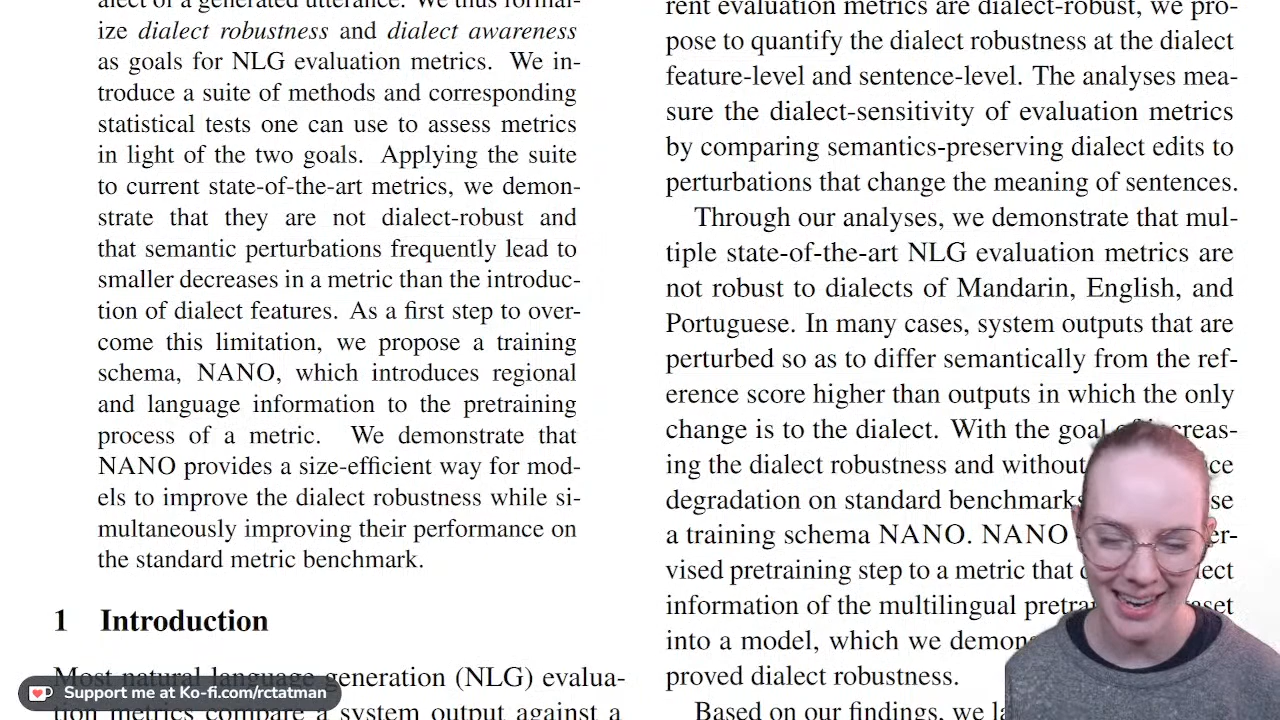 alect of a generated utterance. We thus formal-
ize dialect robustness and dialect awareness
as goals for NLG evaluation metrics. We in-
troduce a suite of methods and corresponding
statistical tests one can use to assess metrics
in light of the two goals. Applying the suite
to current state-of-the-art metrics, we demon-
strate that they are not dialect-robust and
that semantic perturbations frequently lead to
smaller decreases in a metric than the introduc-
tion of dialect features. As a first step to over-
come this limitation, we propose a training
schema, NANO, which introduces regional
and language information to the pretraining
process of a metric. We demonstrate that
NANO provides a size-efficient way for mod-
els to improve the dialect robustness while si-
multaneously improving their performance on
the standard metric benchmark.
1 Introduction
Most natural language generation (NLG) evalua-
tion metrics compare a system output against a
rent evaluation metrics are dialect-robust, we pro-
pose to quantify the dialect robustness at the dialect
feature-level and sentence-level. The analyses mea-
sure the dialect-sensitivity of evaluation metrics
by comparing semantics-preserving dialect edits to
perturbations that change the meaning of sentences.
Through our analyses, we demonstrate that mul-
tiple state-of-the-art NLG evaluation metrics are
not robust to dialects of Mandarin, English, and
Portuguese. In many cases, system outputs that are
perturbed so as to differ semantically from the ref-
erence score higher than outputs in which the only
change is to the dialect. With the goal of increas-
ing the dialect robustness and without
degradation on standard benchmarks
a training schema NANO. NANO
vised pretraining step to a metric that
information of the multilingual
into a model, which we
proved dialect robustness.
Based on our findings, we
Support me at Ko-fi.com/rctatman